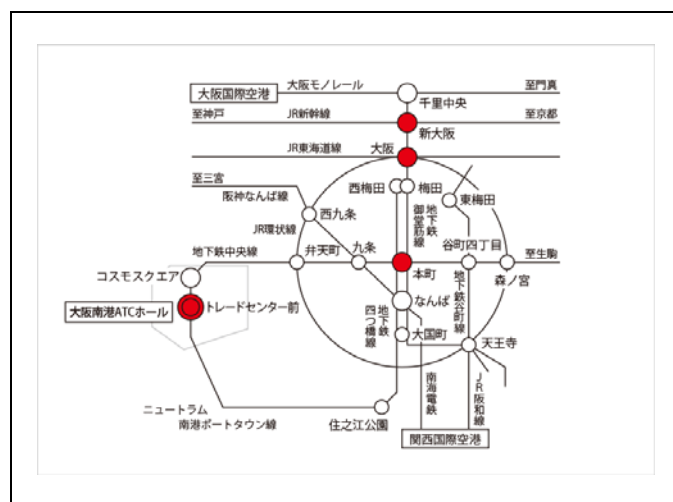 大阪モノレール
至門真
大阪国際空港
千里中央
至神戸
JR新幹線
至京都
新大阪
JR東海道線
大阪
至三宮
阪神なんば線
西梅田
梅田
東梅田
地下鉄
御堂筋線
西九条
JR環状線
地下鉄中央線
弁天町
九条
谷町四丁目
至生駒
本町
森ノ宮
コスモスクエア
大阪南港ATCホール
トレードセンター前
なんば
地下鉄
四つ橋線
地下鉄谷町線
大国町
天王寺
南海電鉄
JR阪和線
ニュートラム
南港ポートタウン線
住之江公園
関西国際空港